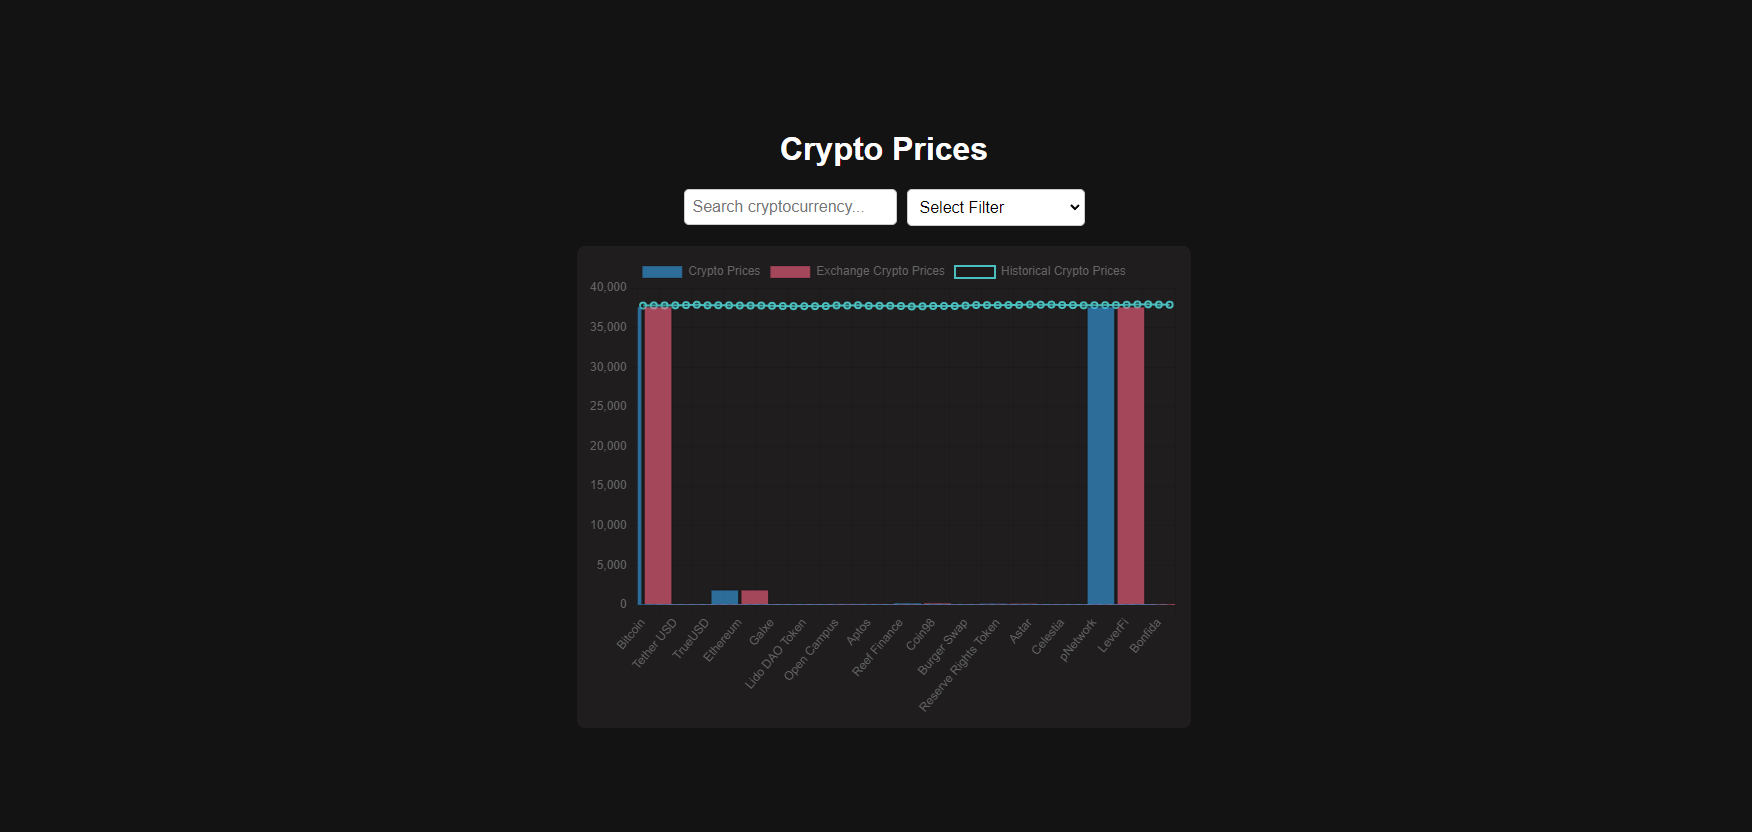 Crypto Prices
Search cryptocurrency...
Select Filter
Crypto Prices
Exchange Crypto Prices
Historical Crypto Prices
40,000
35,000
30,000
25,000
20,000
15,000
10,000
5,000
0
Bitcoin
Tether USD
TrueUSD
Ethereum
Galxe
Lido DAO Token
Open Campus
Aptos
Reef Finance
Coin98
Burger Swap
Reserve Rights Token
Astar
Celestia
pNetwork
LeverFi
Bonfida